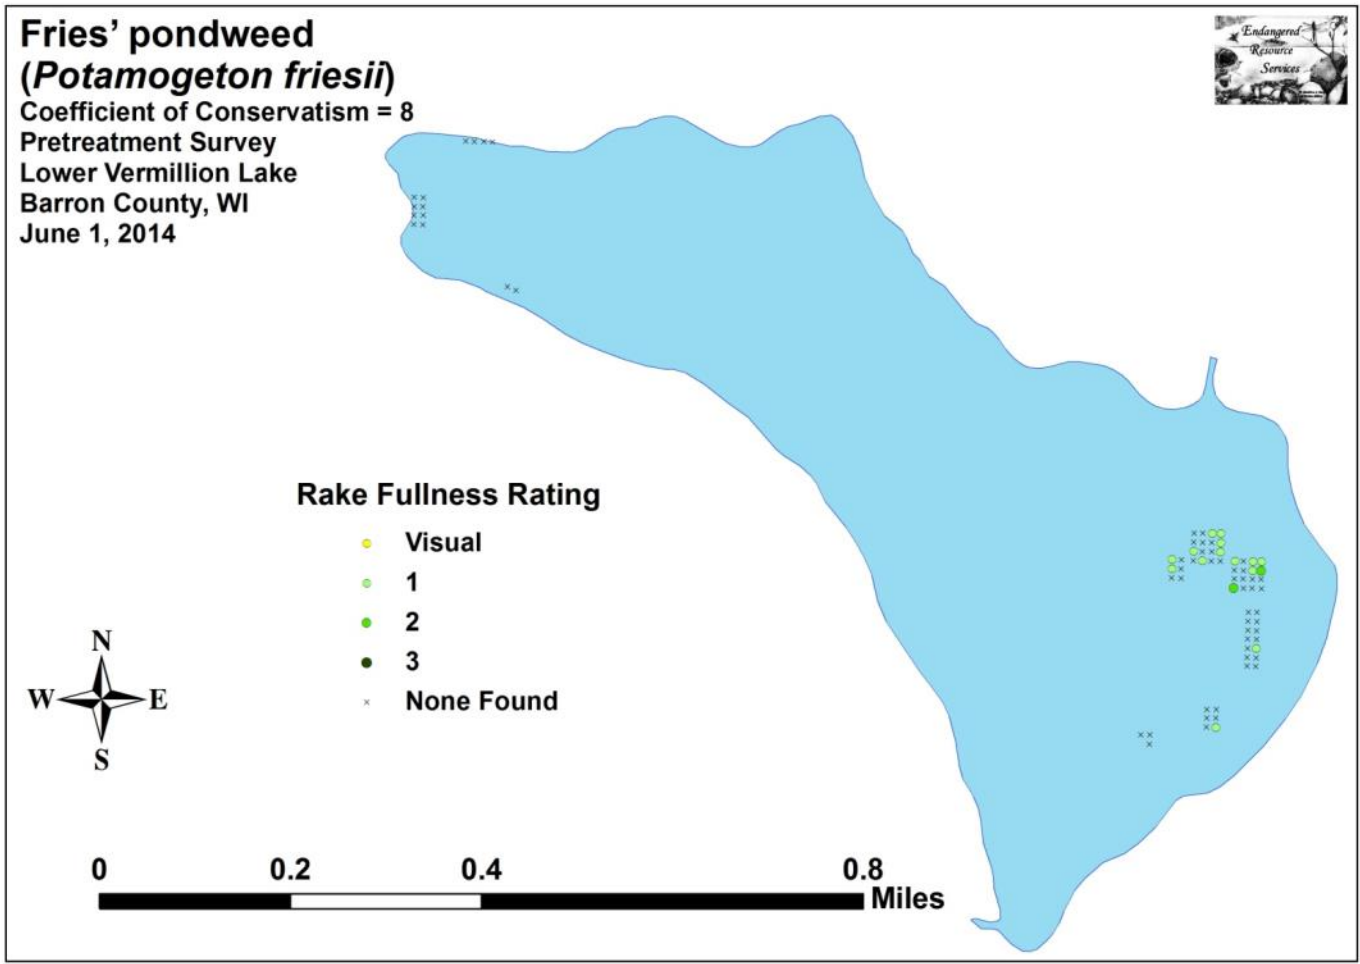 Fries’ pondweed
(Potamogeton friesii)
Coefficient of Conservatism = 8
Pretreatment Survey
Lower Vermillion Lake
Barron County, WI
June 1, 2014
Endangered
Resource
Services
Rake Fullness Rating
Visual
1
2
3
None Found
N
W E
S
0 0.2 0.4 0.8
Miles